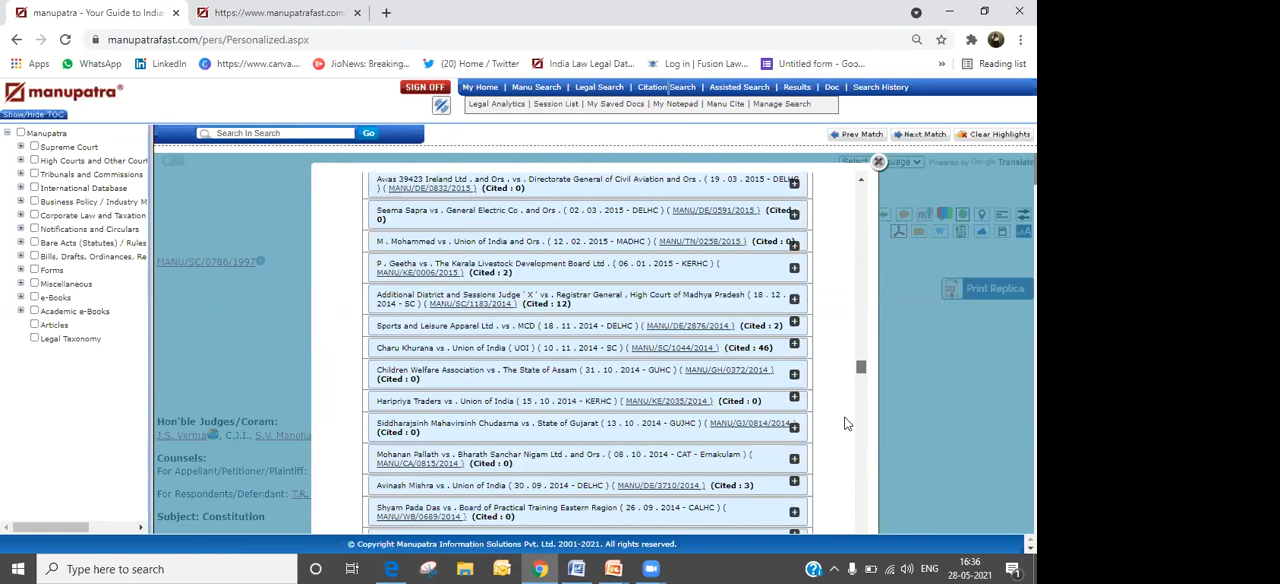 manupatra - Your Guide to India
https://www.manupatrafast.com
manupatrafast.com/pers/Personalized.aspx
Apps
WhatsApp
LinkedIn
https://www.canva....
JioNews: Breaking...
(20) Home / Twitter
India Law Legal Dat...
Log in | Fusion Law...
Untitled form - Goo...
»
Reading list
manupatra®
SIGN OFF
My Home | Manu Search | Legal Search | Citation Search | Assisted Search | Results | Doc | Search History
Legal Analytics | Session List | My Saved Docs | My Notepad | Manu Cite | Manage Search
Show/Hide TOC
Search In Search
Go
Prev Match
Next Match
Clear Highlights
Manupatra
Supreme Court
High Courts and Other Court
Tribunals and Commissions
International Database
Business Policy / Industry M
Corporate Law and Taxation
Notifications and Circulars
Bare Acts (Statutes) / Rules
Bills, Drafts, Ordinances, Re
Forms
Miscellaneous
e-Books
Academic e-Books
Articles
Legal Taxonomy
Powered by Google Translate
MANU/SC/0786/1997
Print Replica
Awas 39423 Ireland Ltd . and Ors . vs . Directorate General of Civil Aviation and Ors . ( 19 . 03 . 2015 - DELHC
) ( MANU/DE/0832/2015 ) (Cited : 0)
Seema Sapra vs . General Electric Co . and Ors . ( 02 . 03 . 2015 - DELHC ) ( MANU/DE/0591/2015 ) (Cited :
0)
M . Mohammed vs . Union of India and Ors . ( 12 . 02 . 2015 - MADHC ) ( MANU/TN/0258/2015 ) (Cited : 0)
P . Geetha vs . The Kerala Livestock Development Board Ltd . ( 06 . 01 . 2015 - KERHC ) (
MANU/KE/0006/2015 ) (Cited : 2)
Additional District and Sessions Judge ' X ' vs . Registrar General , High Court of Madhya Pradesh ( 18 . 12 .
2014 - SC ) ( MANU/SC/1183/2014 ) (Cited : 12)
Sports and Leisure Apparel Ltd . vs . MCD ( 18 . 11 . 2014 - DELHC ) ( MANU/DE/2876/2014 ) (Cited : 2)
Charu Khurana vs . Union of India ( UOI ) ( 10 . 11 . 2014 - SC ) ( MANU/SC/1044/2014 ) (Cited : 46)
Children Welfare Association vs . The State of Assam ( 31 . 10 . 2014 - GUHC ) ( MANU/GH/0372/2014 )
(Cited : 0)
Haripriya Traders vs . Union of India ( 15 . 10 . 2014 - KERHC ) ( MANU/KE/2035/2014 ) (Cited : 0)
Siddharajsinh Mahavirsinh Chudasma vs . State of Gujarat ( 13 . 10 . 2014 - GUJHC ) ( MANU/GJ/0814/2014
(Cited : 0)
Mohanan Pallath vs . Bharath Sanchar Nigam Ltd . and Ors . ( 08 . 10 . 2014 - CAT - Ernakulam ) (
MANU/CA/0815/2014 ) (Cited : 0)
Avinash Mishra vs . Union of India ( 30 . 09 . 2014 - DELHC ) ( MANU/DE/3710/2014 ) (Cited : 3)
Shyam Pada Das vs . Board of Practical Training Eastern Region ( 26 . 09 . 2014 - CALHC ) (
MANU/WB/0689/2014 ) (Cited : 0)
Hon'ble Judges/Coram:
J.S. Verma, C.J.I., S.V. Manoha
Counsels:
For Appellant/Petitioner/Plaintiff:
For Respondents/Defendant: T.R.
Subject: Constitution
© Copyright Manupatra Information Solutions Pvt. Ltd. 2001-2021. All rights reserved.
Type here to search
ENG
16:36
28-05-2021